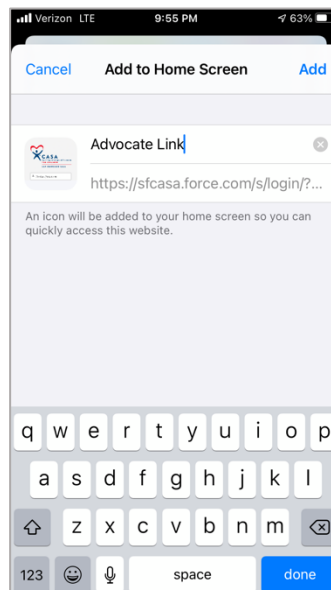 Verizon LTE 9:55 PM 63%
Cancel Add to Home Screen Add
CASA
Advocate Link
https://sfcasa.force.com/s/login/?...
An icon will be added to your home screen so you can
quickly access this website.
q w e r t y u i o p
a s d f g h j k l
z x c v b n m
123 space done